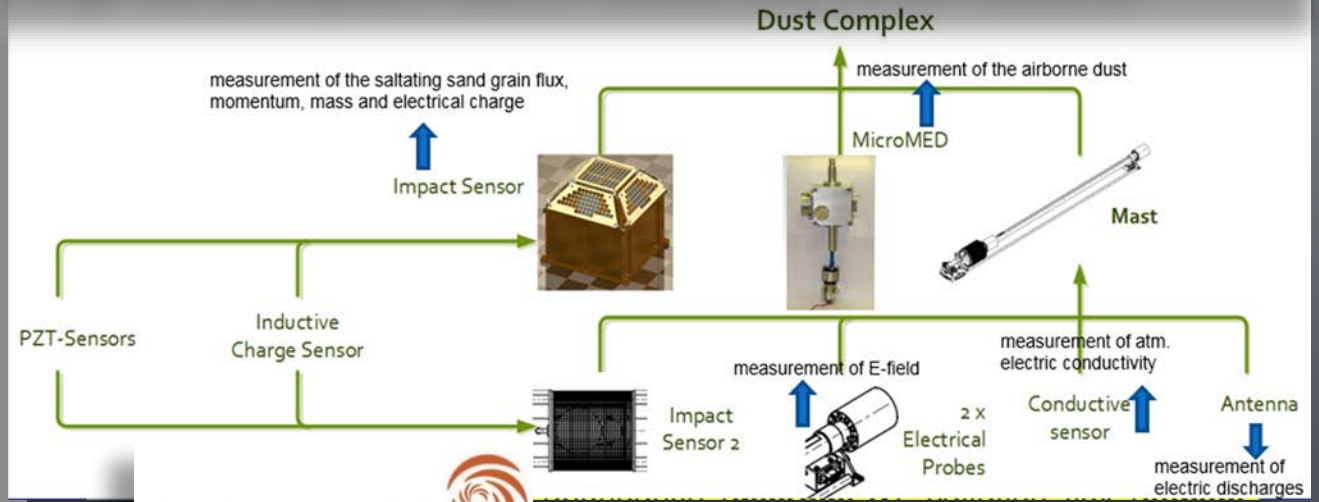 Dust Complex
measurement of the saltating sand grain flux,
momentum, mass and electrical charge
measurement of the airborne dust
MicroMED
Impact Sensor
Mast
PZT-Sensors
Inductive
Charge Sensor
measurement of E-field
measurement of atm.
electric conductivity
Impact
Sensor 2
2 x
Electrical
Probes
Conductive
sensor
Antenna
measurement of
electric discharges